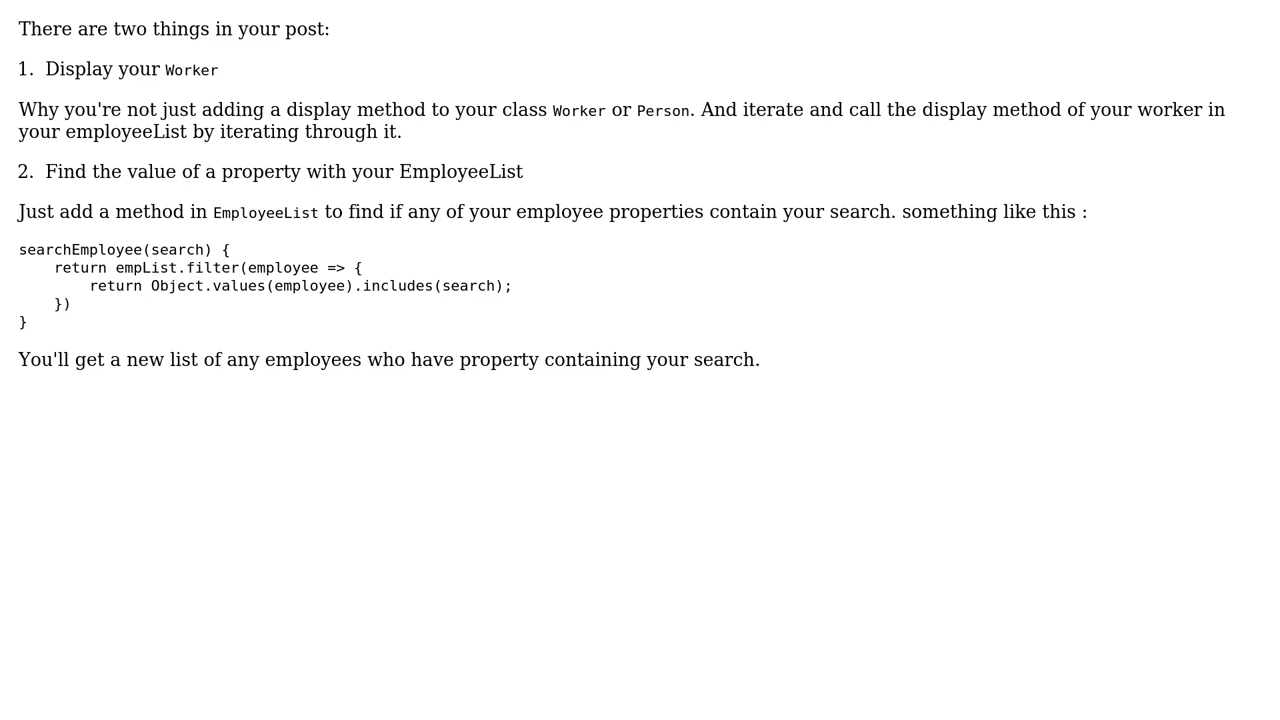 There are two things in your post:
1. Display your Worker
Why you're not just adding a display method to your class Worker or Person. And iterate and call the display method of your worker in
your employeeList by iterating through it.
2. Find the value of a property with your EmployeeList
Just add a method in EmployeeList to find if any of your employee properties contain your search. something like this :
searchEmployee(search) {
    return empList.filter(employee => {
        return Object.values(employee).includes(search);
    })
}
You'll get a new list of any employees who have property containing your search.